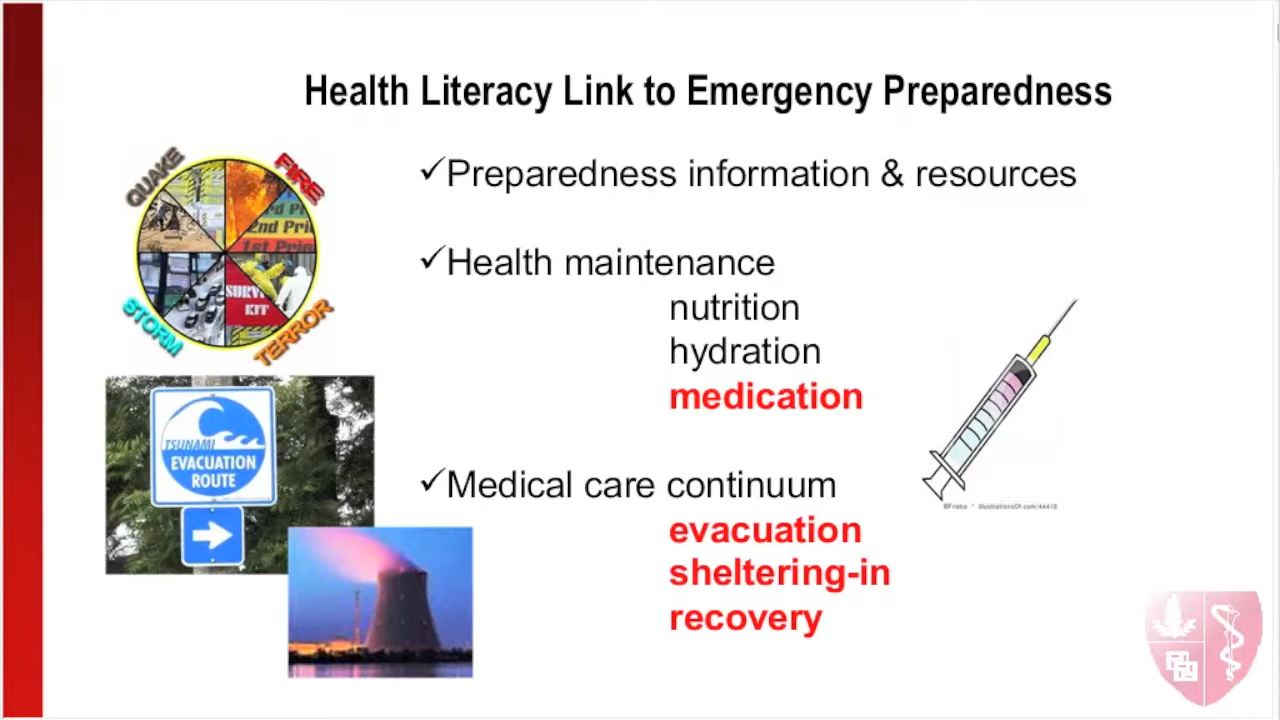 Health Literacy Link to Emergency Preparedness
✓Preparedness information & resources
✓Health maintenance
nutrition
hydration
medication
✓Medical care continuum
evacuation
sheltering-in
recovery
QUAKE
FIRE
2nd Pri
1st Prio
KIT
STORM
TERROR
TSUNAMI
EVACUATION
ROUTE